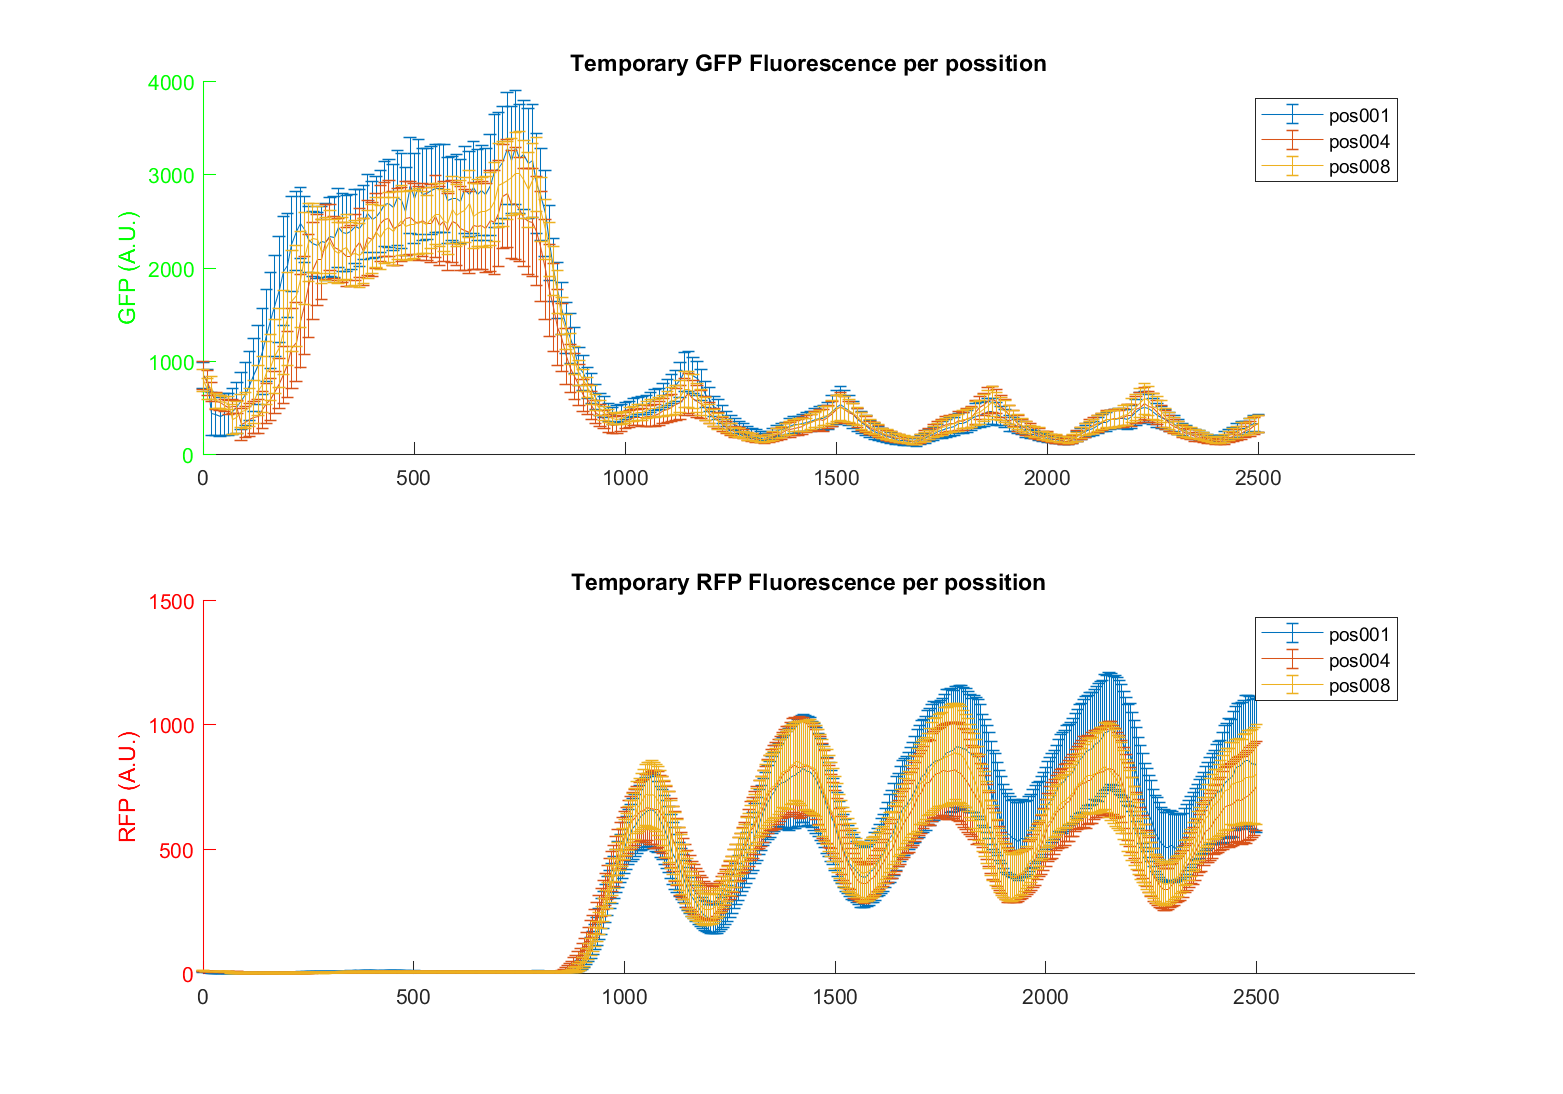 Temporary GFP Fluorescence per possition
GFP (A.U.)
4000
3000
2000
1000
0
0 500 1000 1500 2000 2500
pos001
pos004
pos008
Temporary RFP Fluorescence per possition
RFP (A.U.)
1500
1000
500
0
0 500 1000 1500 2000 2500
pos001
pos004
pos008